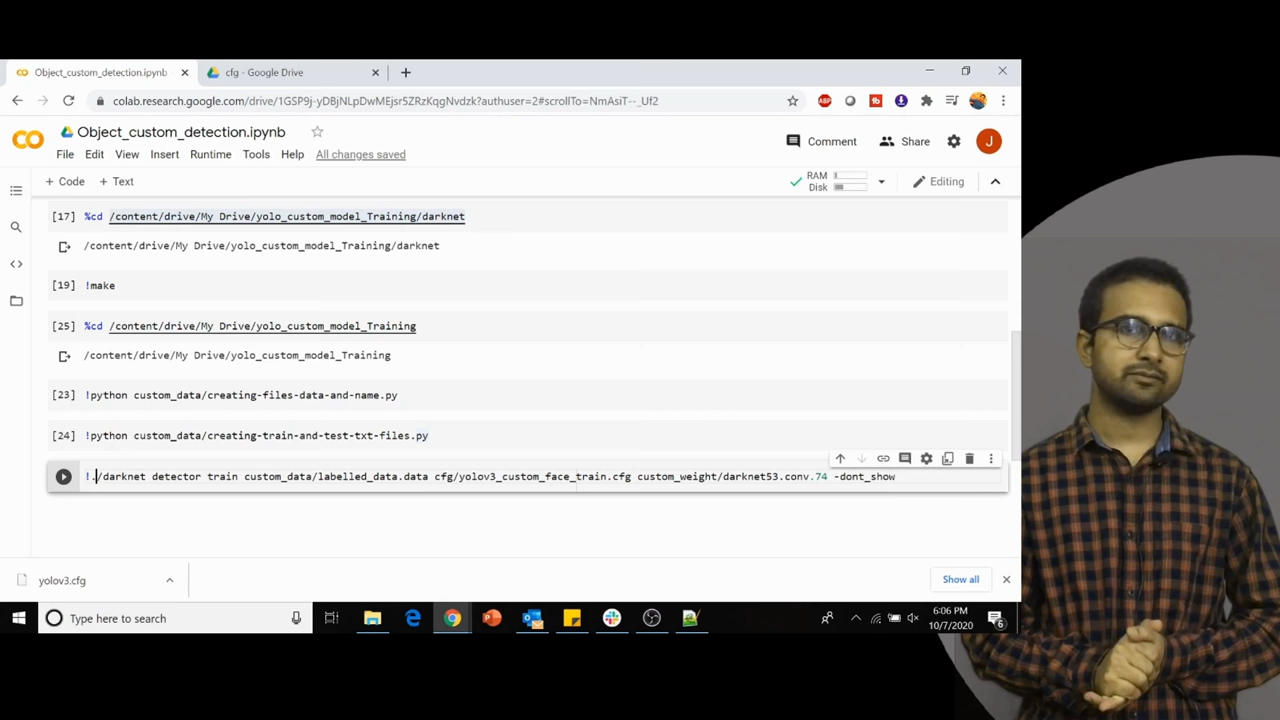 Object_custom_detection.ipynb
cfg - Google Drive
colab.research.google.com/drive/1GSP9j-yDBjNLpDwMEjsr5ZRzKqgNvdzk?authuser=2#scrollTo=NmAsiT--_Uf2
ABP
Object_custom_detection.ipynb
File Edit View Insert Runtime Tools Help All changes saved
Comment Share J
+ Code + Text
RAM
Disk
Editing
[17] %cd /content/drive/My Drive/yolo_custom_model_Training/darknet
/content/drive/My Drive/yolo_custom_model_Training/darknet
[19] !make
[25] %cd /content/drive/My Drive/yolo_custom_model_Training
/content/drive/My Drive/yolo_custom_model_Training
[23] !python custom_data/creating-files-data-and-name.py
[24] !python custom_data/creating-train-and-test-txt-files.py
!./darknet detector train custom_data/labelled_data.data cfg/yolov3_custom_face_train.cfg custom_weight/darknet53.conv.74 -dont_show
yolov3.cfg
Show all
Type here to search
6:06 PM
10/7/2020
6